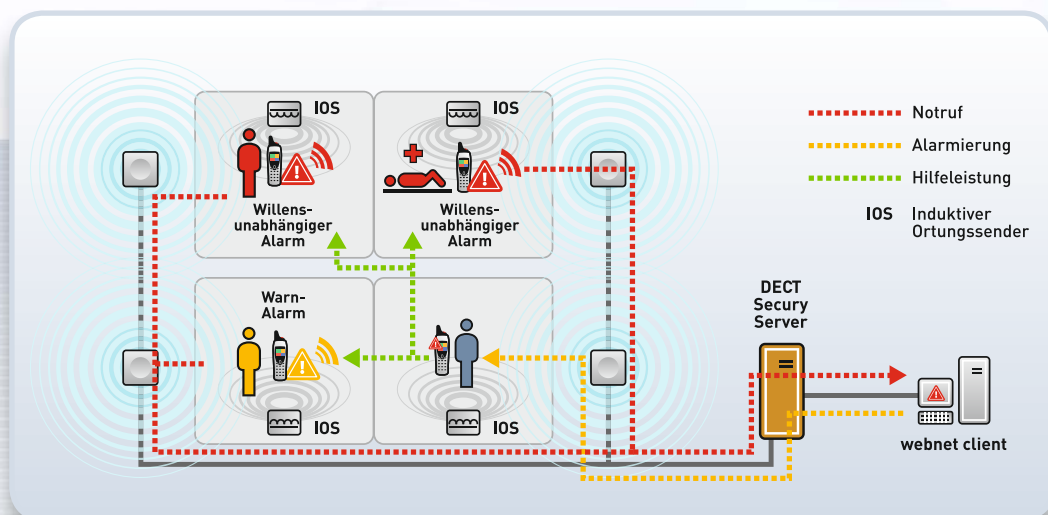 IOS
IOS
Willens-
unabhängiger
Alarm
Willens-
unabhängiger
Alarm
Warn-
Alarm
IOS
IOS
Notruf
Alarmierung
Hilfeleistung
IOS Induktiver
Ortungssender
DECT
Secury
Server
webnet client